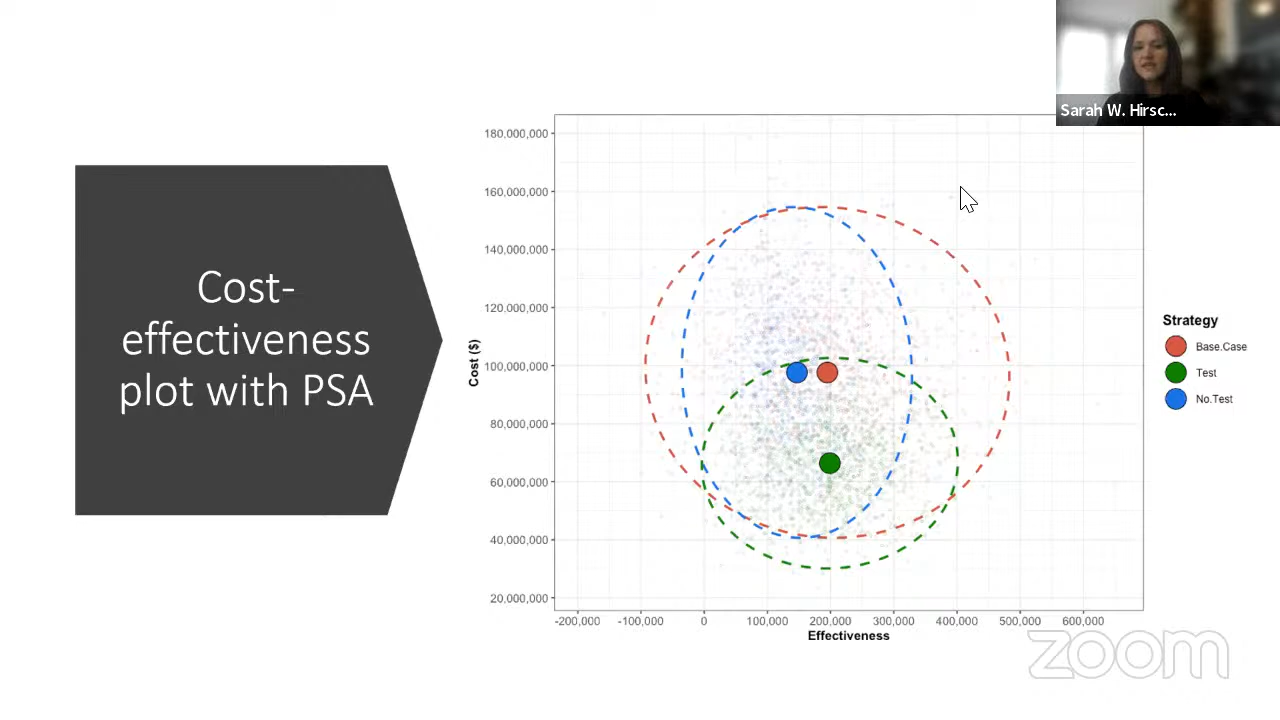 Sarah W. Hirsc...
Cost-
effectiveness
plot with PSA
Cost ($)
180,000,000
160,000,000
140,000,000
120,000,000
100,000,000
80,000,000
60,000,000
40,000,000
20,000,000
-200,000
-100,000
0
100,000
200,000
300,000
400,000
500,000
600,000
Effectiveness
Strategy
Base.Case
Test
No.Test
zoom